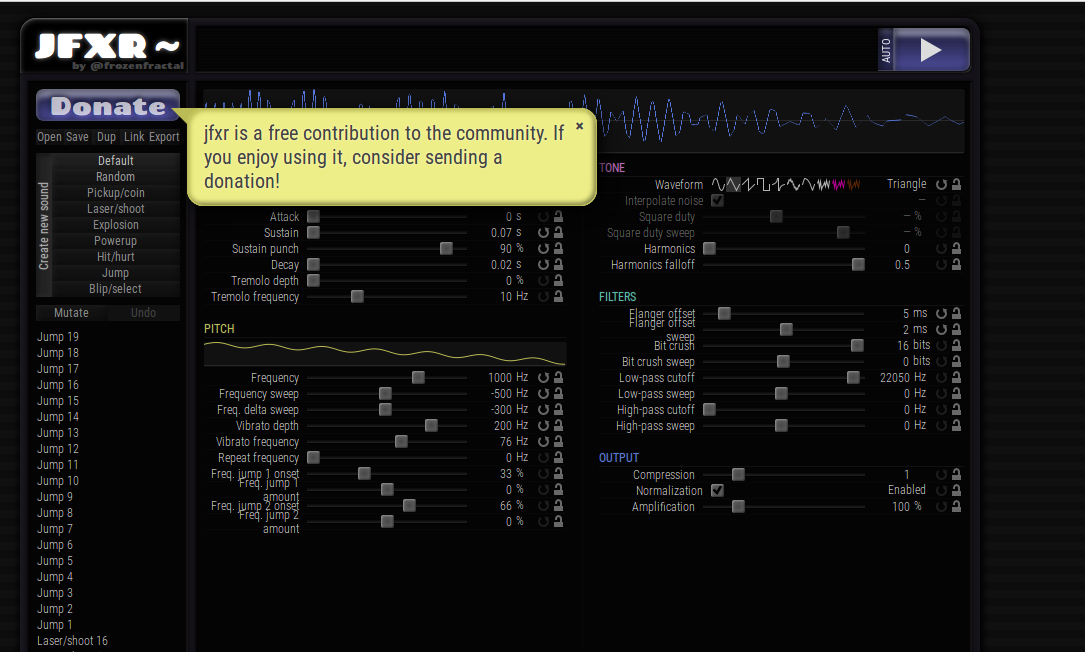 JFXR ~
by @frozenfractal
AUTO
Donate
jfxr is a free contribution to the community. If
you enjoy using it, consider sending a
donation!
×
Open Save Dup Link Export
Create new sound
Default
Random
Pickup/coin
Laser/shoot
Explosion
Powerup
Hit/hurt
Jump
Blip/select
Mutate Undo
Jump 19
Jump 18
Jump 17
Jump 16
Jump 15
Jump 14
Jump 13
Jump 12
Jump 11
Jump 10
Jump 9
Jump 8
Jump 7
Jump 6
Jump 5
Jump 4
Jump 3
Jump 2
Jump 1
Laser/shoot 16
Attack 0 s
Sustain 0.07 s
Sustain punch 90 %
Decay 0.02 s
Tremolo depth 0 %
Tremolo frequency 10 Hz
PITCH
Frequency 1000 Hz
Frequency sweep -500 Hz
Freq. delta sweep -300 Hz
Vibrato depth 200 Hz
Vibrato frequency 76 Hz
Repeat frequency 0 Hz
Freq. jump 1 onset 33 %
Freq. jump 1
amount 0 %
Freq. jump 2 onset 66 %
Freq. jump 2
amount 0 %
TONE
Waveform Triangle
Interpolate noise —
Square duty — %
Square duty sweep — %
Harmonics 0
Harmonics falloff 0.5
FILTERS
Flanger offset 5 ms
Flanger offset
sweep 2 ms
Bit crush 16 bits
Bit crush sweep 0 bits
Low-pass cutoff 22050 Hz
Low-pass sweep 0 Hz
High-pass cutoff 0 Hz
High-pass sweep 0 Hz
OUTPUT
Compression 1
Normalization Enabled
Amplification 100 %